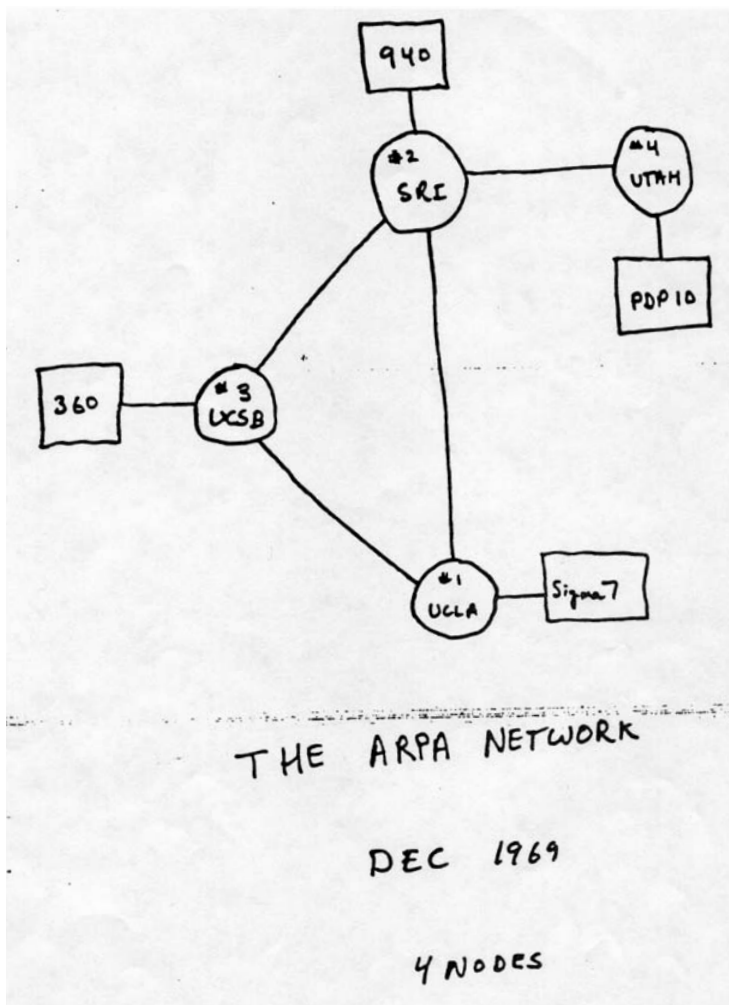 940
#2
SRI
#4
UTAH
PDP 10
360
#3
UCSB
#1
UCLA
Sigma 7
THE ARPA NETWORK
DEC 1969
4 NODES